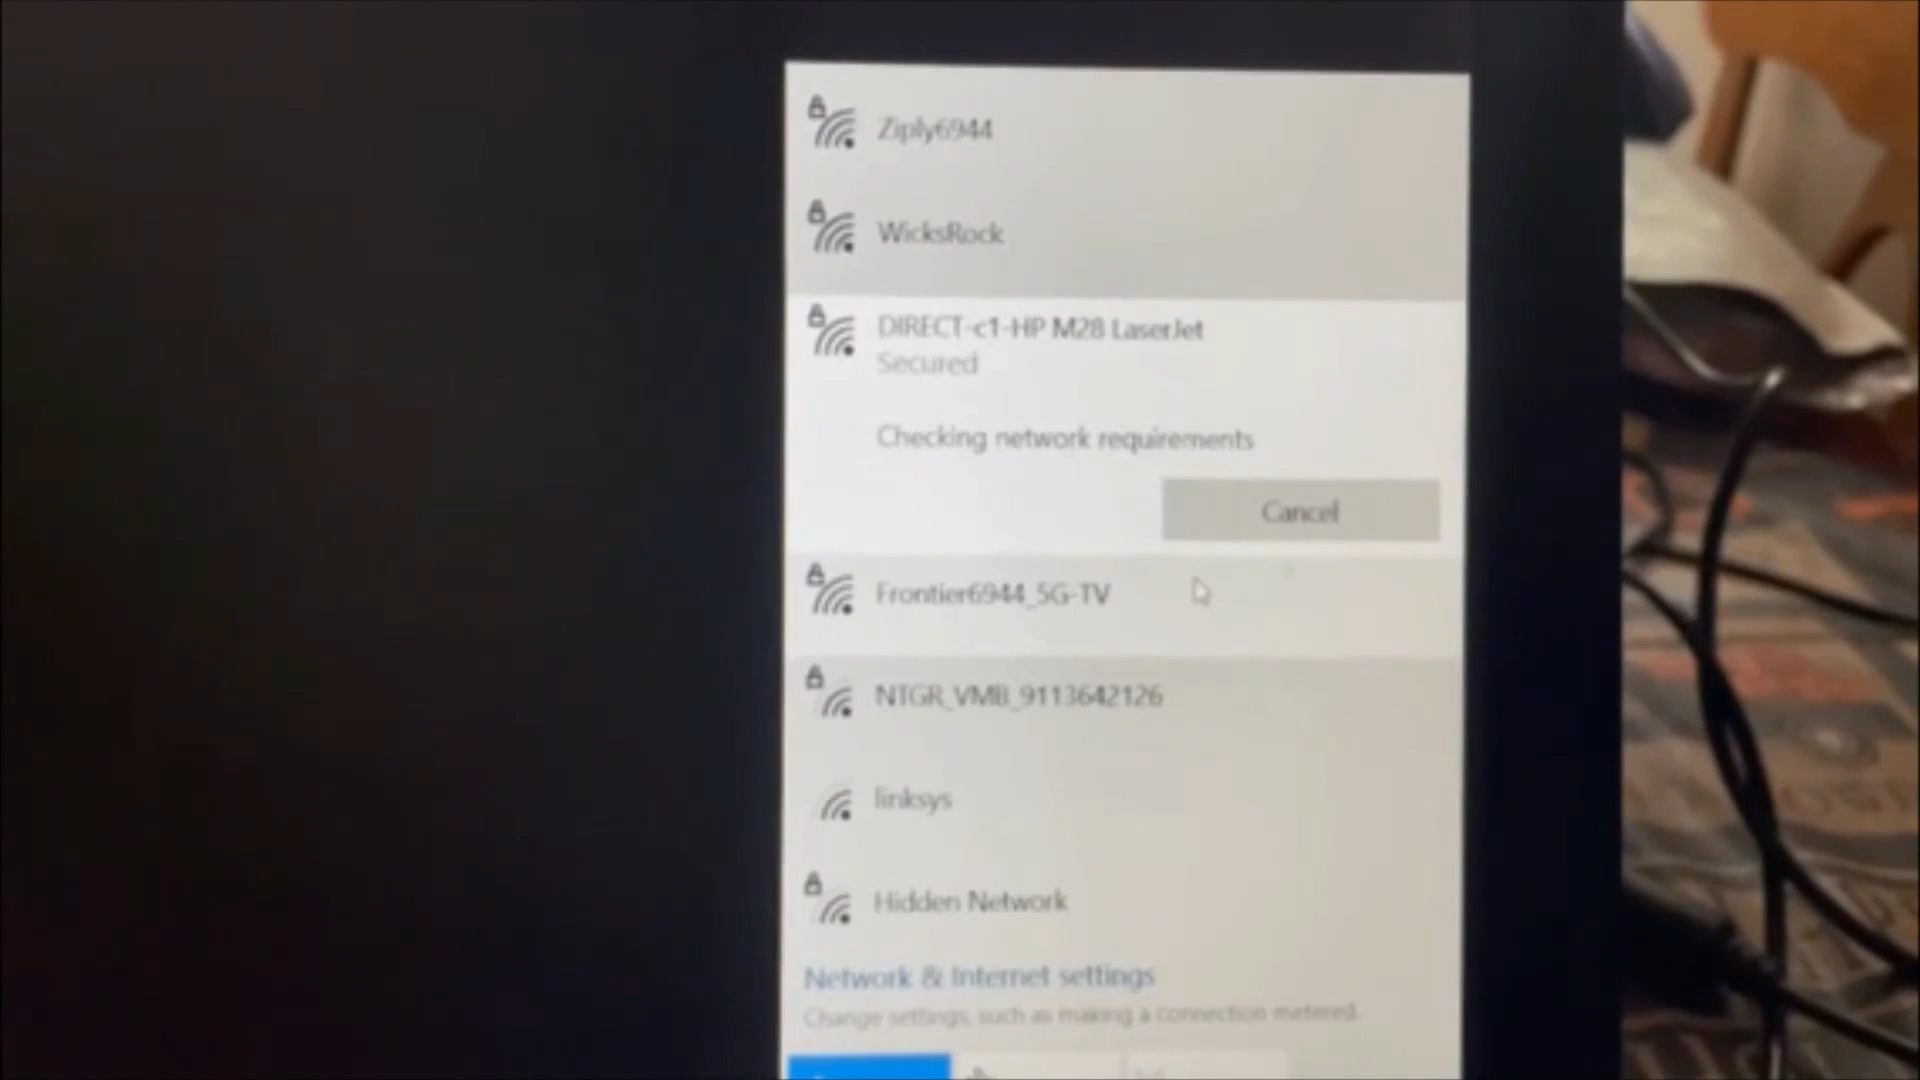 Ziply6944
WicksRock
DIRECT-c1-HP M28 LaserJet
Secured
Checking network requirements
Cancel
Frontier6944_5G-TV
NTGR_VMB_9113642126
linksys
Hidden Network
Network & Internet settings
Change settings, such as making a connection metered.